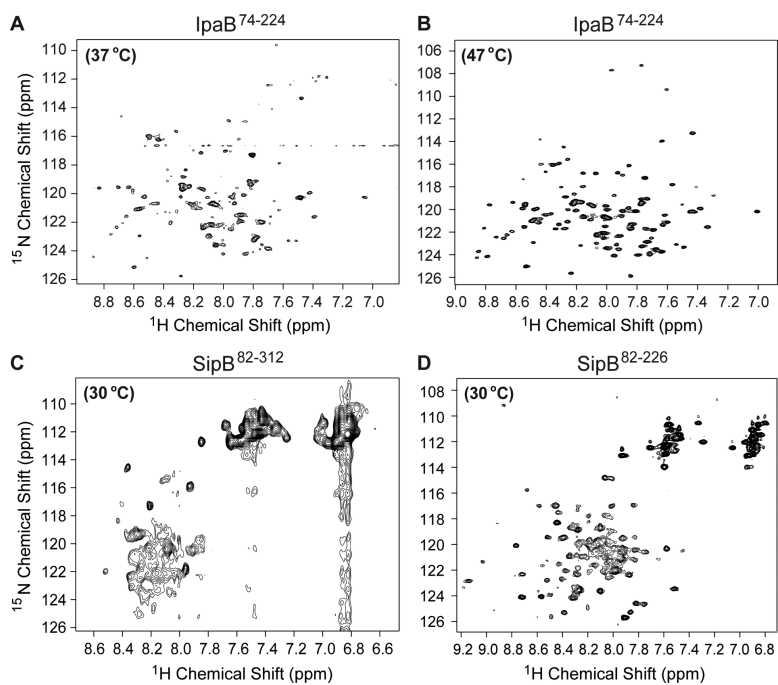 A
IpaB74-224
(37 °C)
110
112
114
116
118
120
122
124
126
15N Chemical Shift (ppm)
8.8 8.6 8.4 8.2 8.0 7.8 7.6 7.4 7.2 7.0
1H Chemical Shift (ppm)
B
IpaB74-224
(47 °C)
106
108
110
112
114
116
118
120
122
124
126
9.0 8.8 8.6 8.4 8.2 8.0 7.8 7.6 7.4 7.2 7.0
1H Chemical Shift (ppm)
C
SipB82-312
(30 °C)
110
112
114
116
118
120
122
124
126
15N Chemical Shift (ppm)
8.6 8.4 8.2 8.0 7.8 7.6 7.4 7.2 7.0 6.8 6.6
1H Chemical Shift (ppm)
D
SipB82-226
(30 °C)
108
110
112
114
116
118
120
122
124
126
9.2 9.0 8.8 8.6 8.4 8.2 8.0 7.8 7.6 7.4 7.2 7.0 6.8
1H Chemical Shift (ppm)